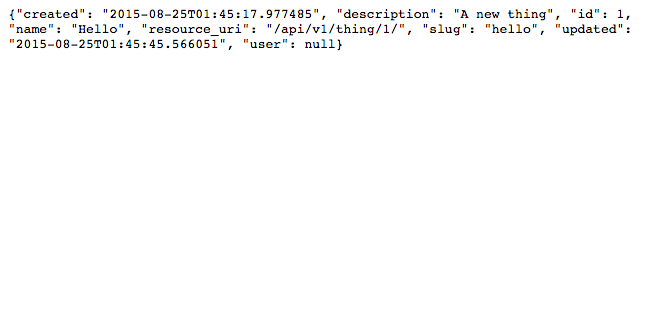 {"created": "2015-08-25T01:45:17.977485", "description": "A new thing", "id": 1,
"name": "Hello", "resource_uri": "/api/v1/thing/1/", "slug": "hello", "updated":
"2015-08-25T01:45:45.566051", "user": null}